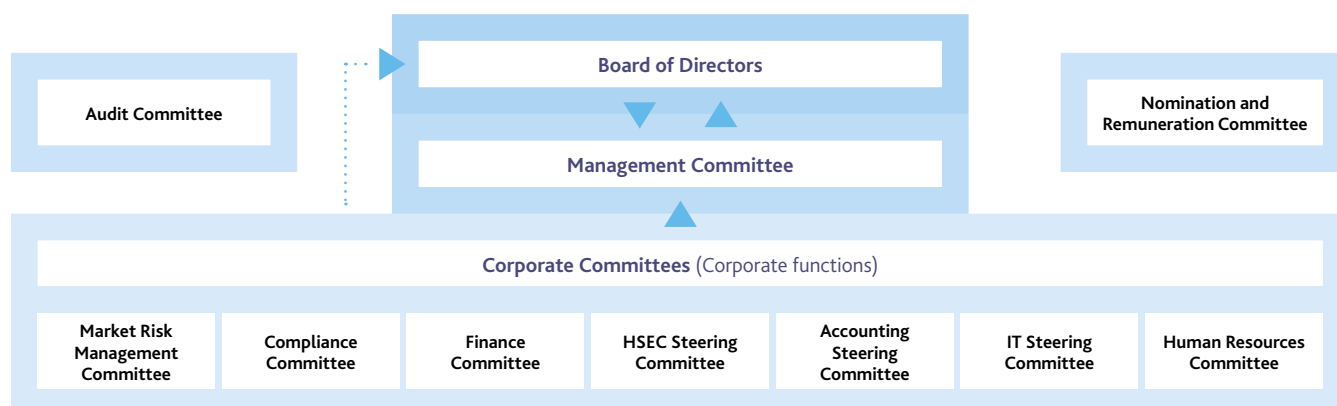 Board of Directors
Audit Committee
Nomination and
Remuneration Committee
Management Committee
Corporate Committees (Corporate functions)
Market Risk
Management
Committee
Compliance
Committee
Finance
Committee
HSEC Steering
Committee
Accounting
Steering
Committee
IT Steering
Committee
Human Resources
Committee